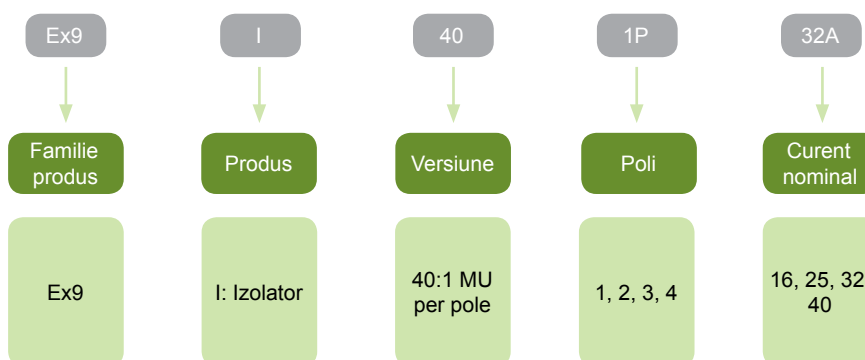 Ex9
I
40
1P
32A
Familie
produs
Produs
Versiune
Poli
Curent
nominal
Ex9
I: Izolator
40:1 MU
per pole
1, 2, 3, 4
16, 25, 32
40